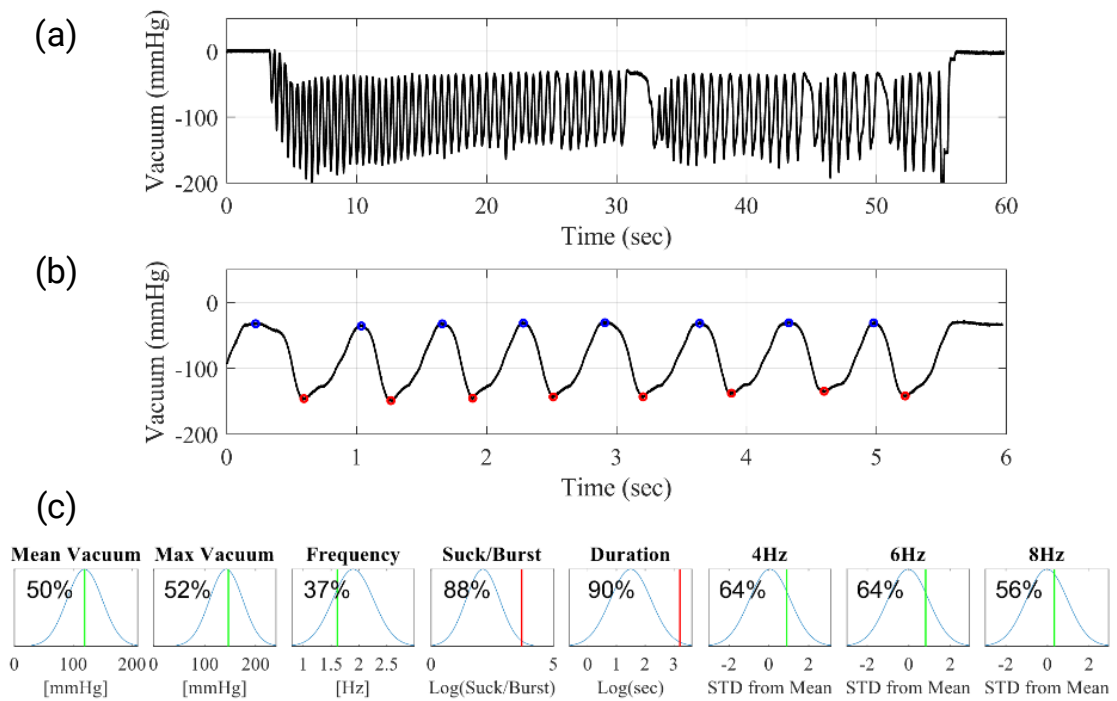 (a)
Vacuum (mmHg)
0
-100
-200
0 10 20 30 40 50 60
Time (sec)
(b)
Vacuum (mmHg)
0
-100
-200
0 1 2 3 4 5 6
Time (sec)
(c)
Mean Vacuum Max Vacuum Frequency Suck/Burst Duration 4Hz 6Hz 8Hz
50% 52% 37% 88% 90% 64% 64% 56%
0 100 200 0 100 200 1 1.5 2 2.5 0 5 0 1 2 3 -2 0 2 -2 0 2 -2 0 2
[mmHg] [mmHg] [Hz] Log(Suck/Burst) Log(sec) STD from Mean STD from Mean STD from Mean